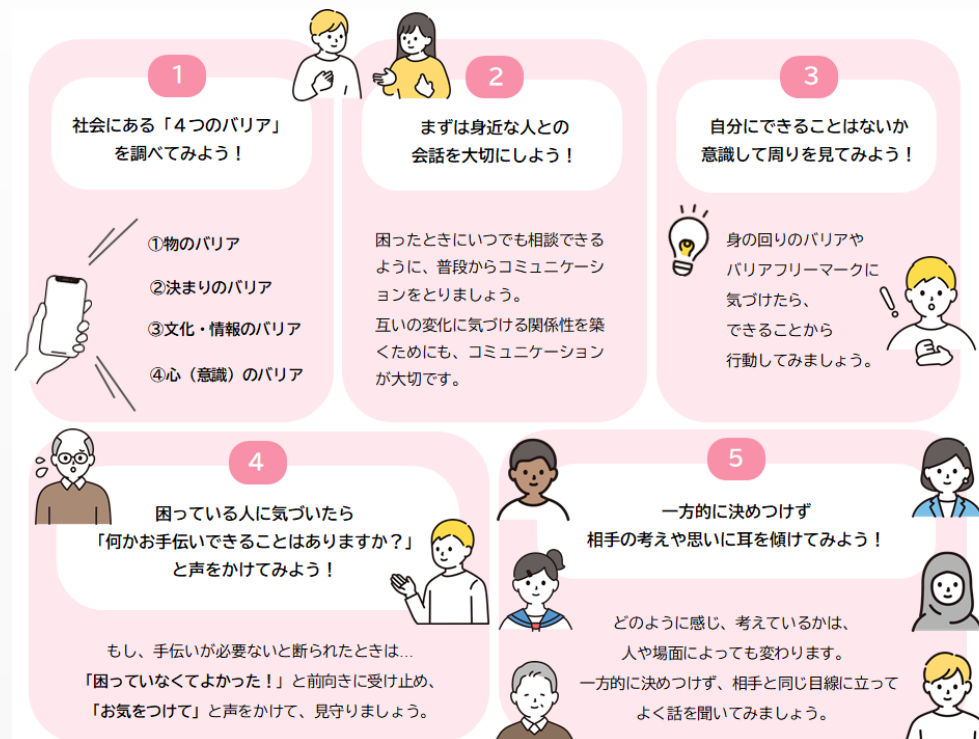 1
社会にある「４つのバリア」
を調べてみよう！
①物のバリア
②決まりのバリア
③文化・情報のバリア
④心（意識）のバリア
2
まずは身近な人との
会話を大切にしよう！
困ったときにいつでも相談できる
ように、普段からコミュニケーシ
ョンをとりましょう。
互いの変化に気づける関係性を築
くためにも、コミュニケーション
が大切です。
3
自分にできることはないか
意識して周りを見てみよう！
身の回りのバリアや
バリアフリーマークに
気づけたら、
できることから
行動してみましょう。
4
困っている人に気づいたら
「何かお手伝いできることはありますか？」
と声をかけてみよう！
もし、手伝いが必要ないと断られたときは…
「困っていなくてよかった！」と前向きに受け止め、
「お気をつけて」と声をかけて、見守りましょう。
5
一方的に決めつけず
相手の考えや思いに耳を傾けてみよう！
どのように感じ、考えているかは、
人や場面によっても変わります。
一方的に決めつけず、相手と同じ目線に立って
よく話を聞いてみましょう。